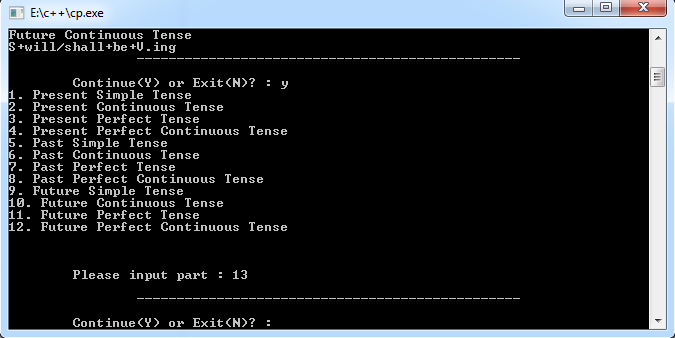 E:\c++\cp.exe
Future Continuous Tense
S+will/shall+be+V.ing
------------------------------------------------
Continue(Y) or Exit(N)? : y
1. Present Simple Tense
2. Present Continuous Tense
3. Present Perfect Tense
4. Present Perfect Continuous Tense
5. Past Simple Tense
6. Past Continuous Tense
7. Past Perfect Tense
8. Past Perfect Continuous Tense
9. Future Simple Tense
10. Future Continuous Tense
11. Future Perfect Tense
12. Future Perfect Continuous Tense
Please input part : 13
------------------------------------------------
Continue(Y) or Exit(N)? :